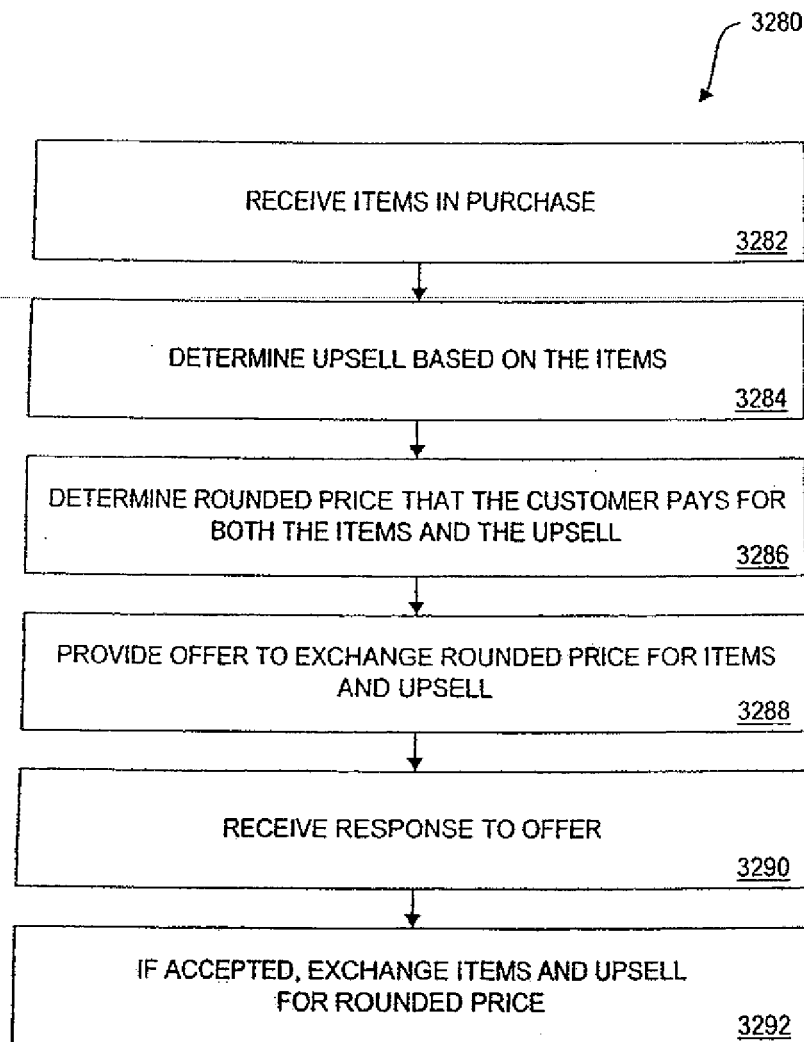 3280
RECEIVE ITEMS IN PURCHASE
3282
DETERMINE UPSELL BASED ON THE ITEMS
3284
DETERMINE ROUNDED PRICE THAT THE CUSTOMER PAYS FOR
BOTH THE ITEMS AND THE UPSELL
3286
PROVIDE OFFER TO EXCHANGE ROUNDED PRICE FOR ITEMS
AND UPSELL
3288
RECEIVE RESPONSE TO OFFER
3290
IF ACCEPTED, EXCHANGE ITEMS AND UPSELL
FOR ROUNDED PRICE
3292